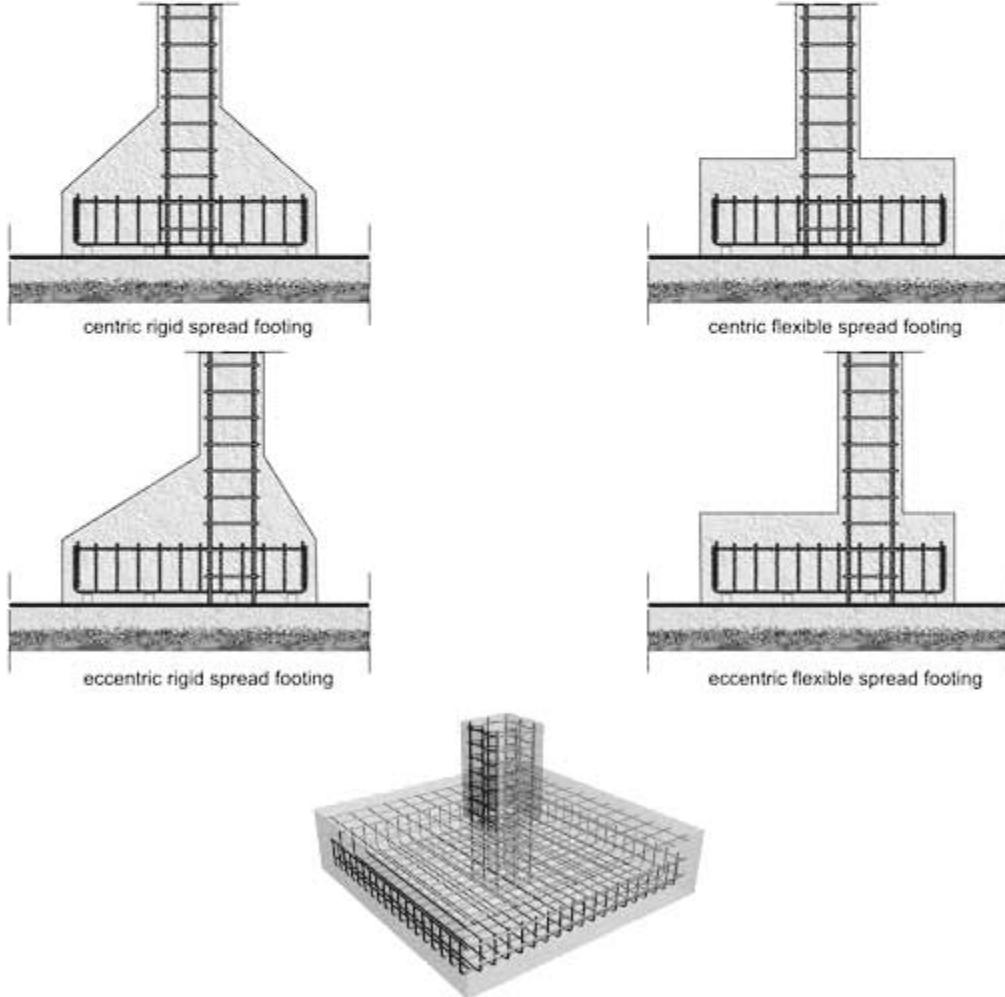 centric rigid spread footing
centric flexible spread footing
eccentric rigid spread footing
eccentric flexible spread footing